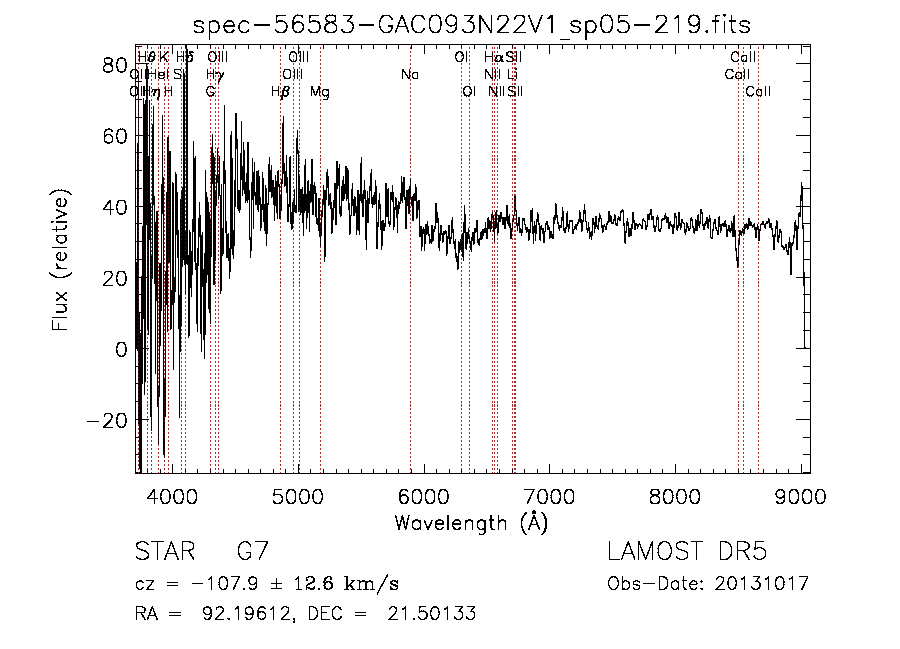 spec-56583-GAC093N22V1_sp05-219.fits
Hθ K Hδ OIII OIII OI Hα SII CaII
OII HeI S Hγ OIII Na NII Li CaII
OII Hη H G Hβ Mg OI NII SII CaII
80
60
40
20
0
−20
Flux (relative)
4000 5000 6000 7000 8000 9000
Wavelength (Å)
STAR G7 LAMOST DR5
cz = −107.9 ± 12.6 km/s Obs-Date: 20131017
RA = 92.19612, DEC = 21.50133